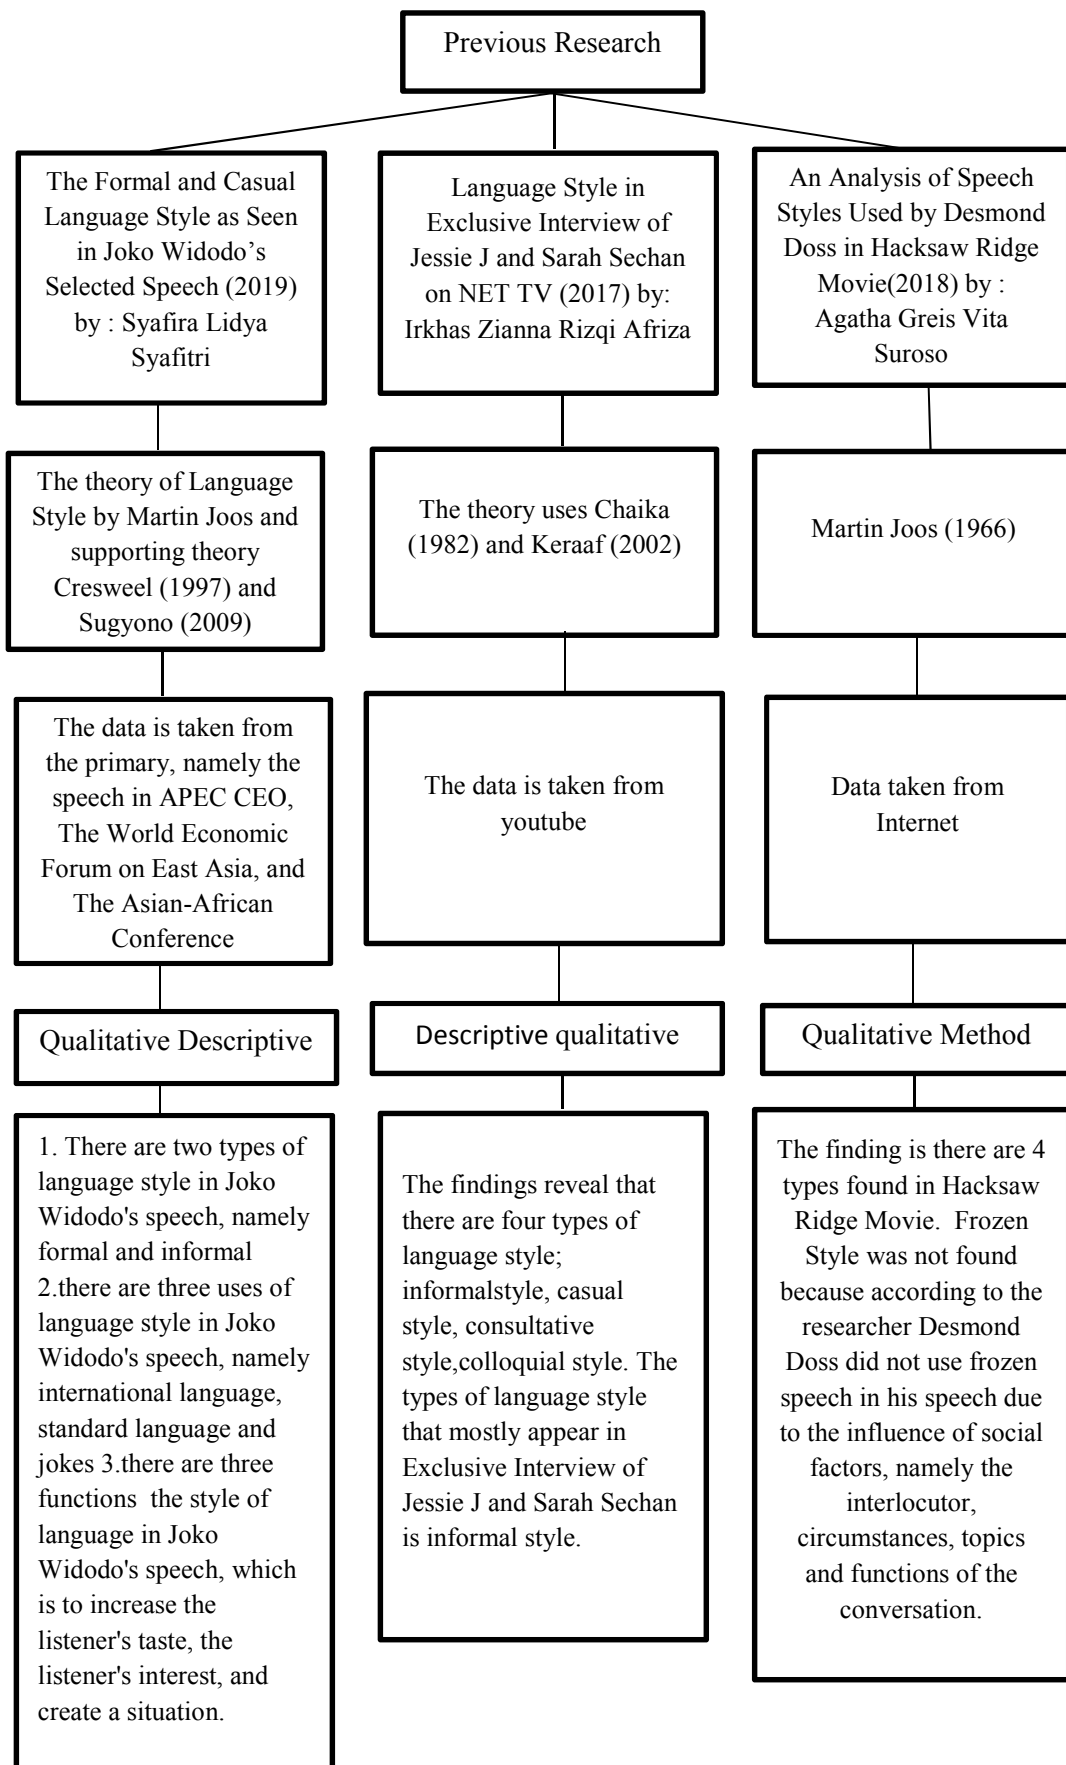 Previous Research
The Formal and Casual
Language Style as Seen
in Joko Widodo’s
Selected Speech (2019)
by : Syafira Lidya
Syafitri
Language Style in
Exclusive Interview of
Jessie J and Sarah Sechan
on NET TV (2017) by:
Irkhas Zianna Rizqi Afriza
An Analysis of Speech
Styles Used by Desmond
Doss in Hacksaw Ridge
Movie(2018) by :
Agatha Greis Vita
Suroso
The theory of Language
Style by Martin Joos and
supporting theory
Cresweel (1997) and
Sugyono (2009)
The theory uses Chaika
(1982) and Keraaf (2002)
Martin Joos (1966)
The data is taken from
the primary, namely the
speech in APEC CEO,
The World Economic
Forum on East Asia, and
The Asian-African
Conference
The data is taken from
youtube
Data taken from
Internet
Qualitative Descriptive
Descriptive qualitative
Qualitative Method
1. There are two types of
language style in Joko
Widodo's speech, namely
formal and informal
2.there are three uses of
language style in Joko
Widodo's speech, namely
international language,
standard language and
jokes 3.there are three
functions  the style of
language in Joko
Widodo's speech, which
is to increase the
listener's taste, the
listener's interest, and
create a situation.
The findings reveal that
there are four types of
language style;
informalstyle, casual
style, consultative
style,colloquial style. The
types of language style
that mostly appear in
Exclusive Interview of
Jessie J and Sarah Sechan
is informal style.
The finding is there are 4
types found in Hacksaw
Ridge Movie.  Frozen
Style was not found
because according to the
researcher Desmond
Doss did not use frozen
speech in his speech due
to the influence of social
factors, namely the
interlocutor,
circumstances, topics
and functions of the
conversation.